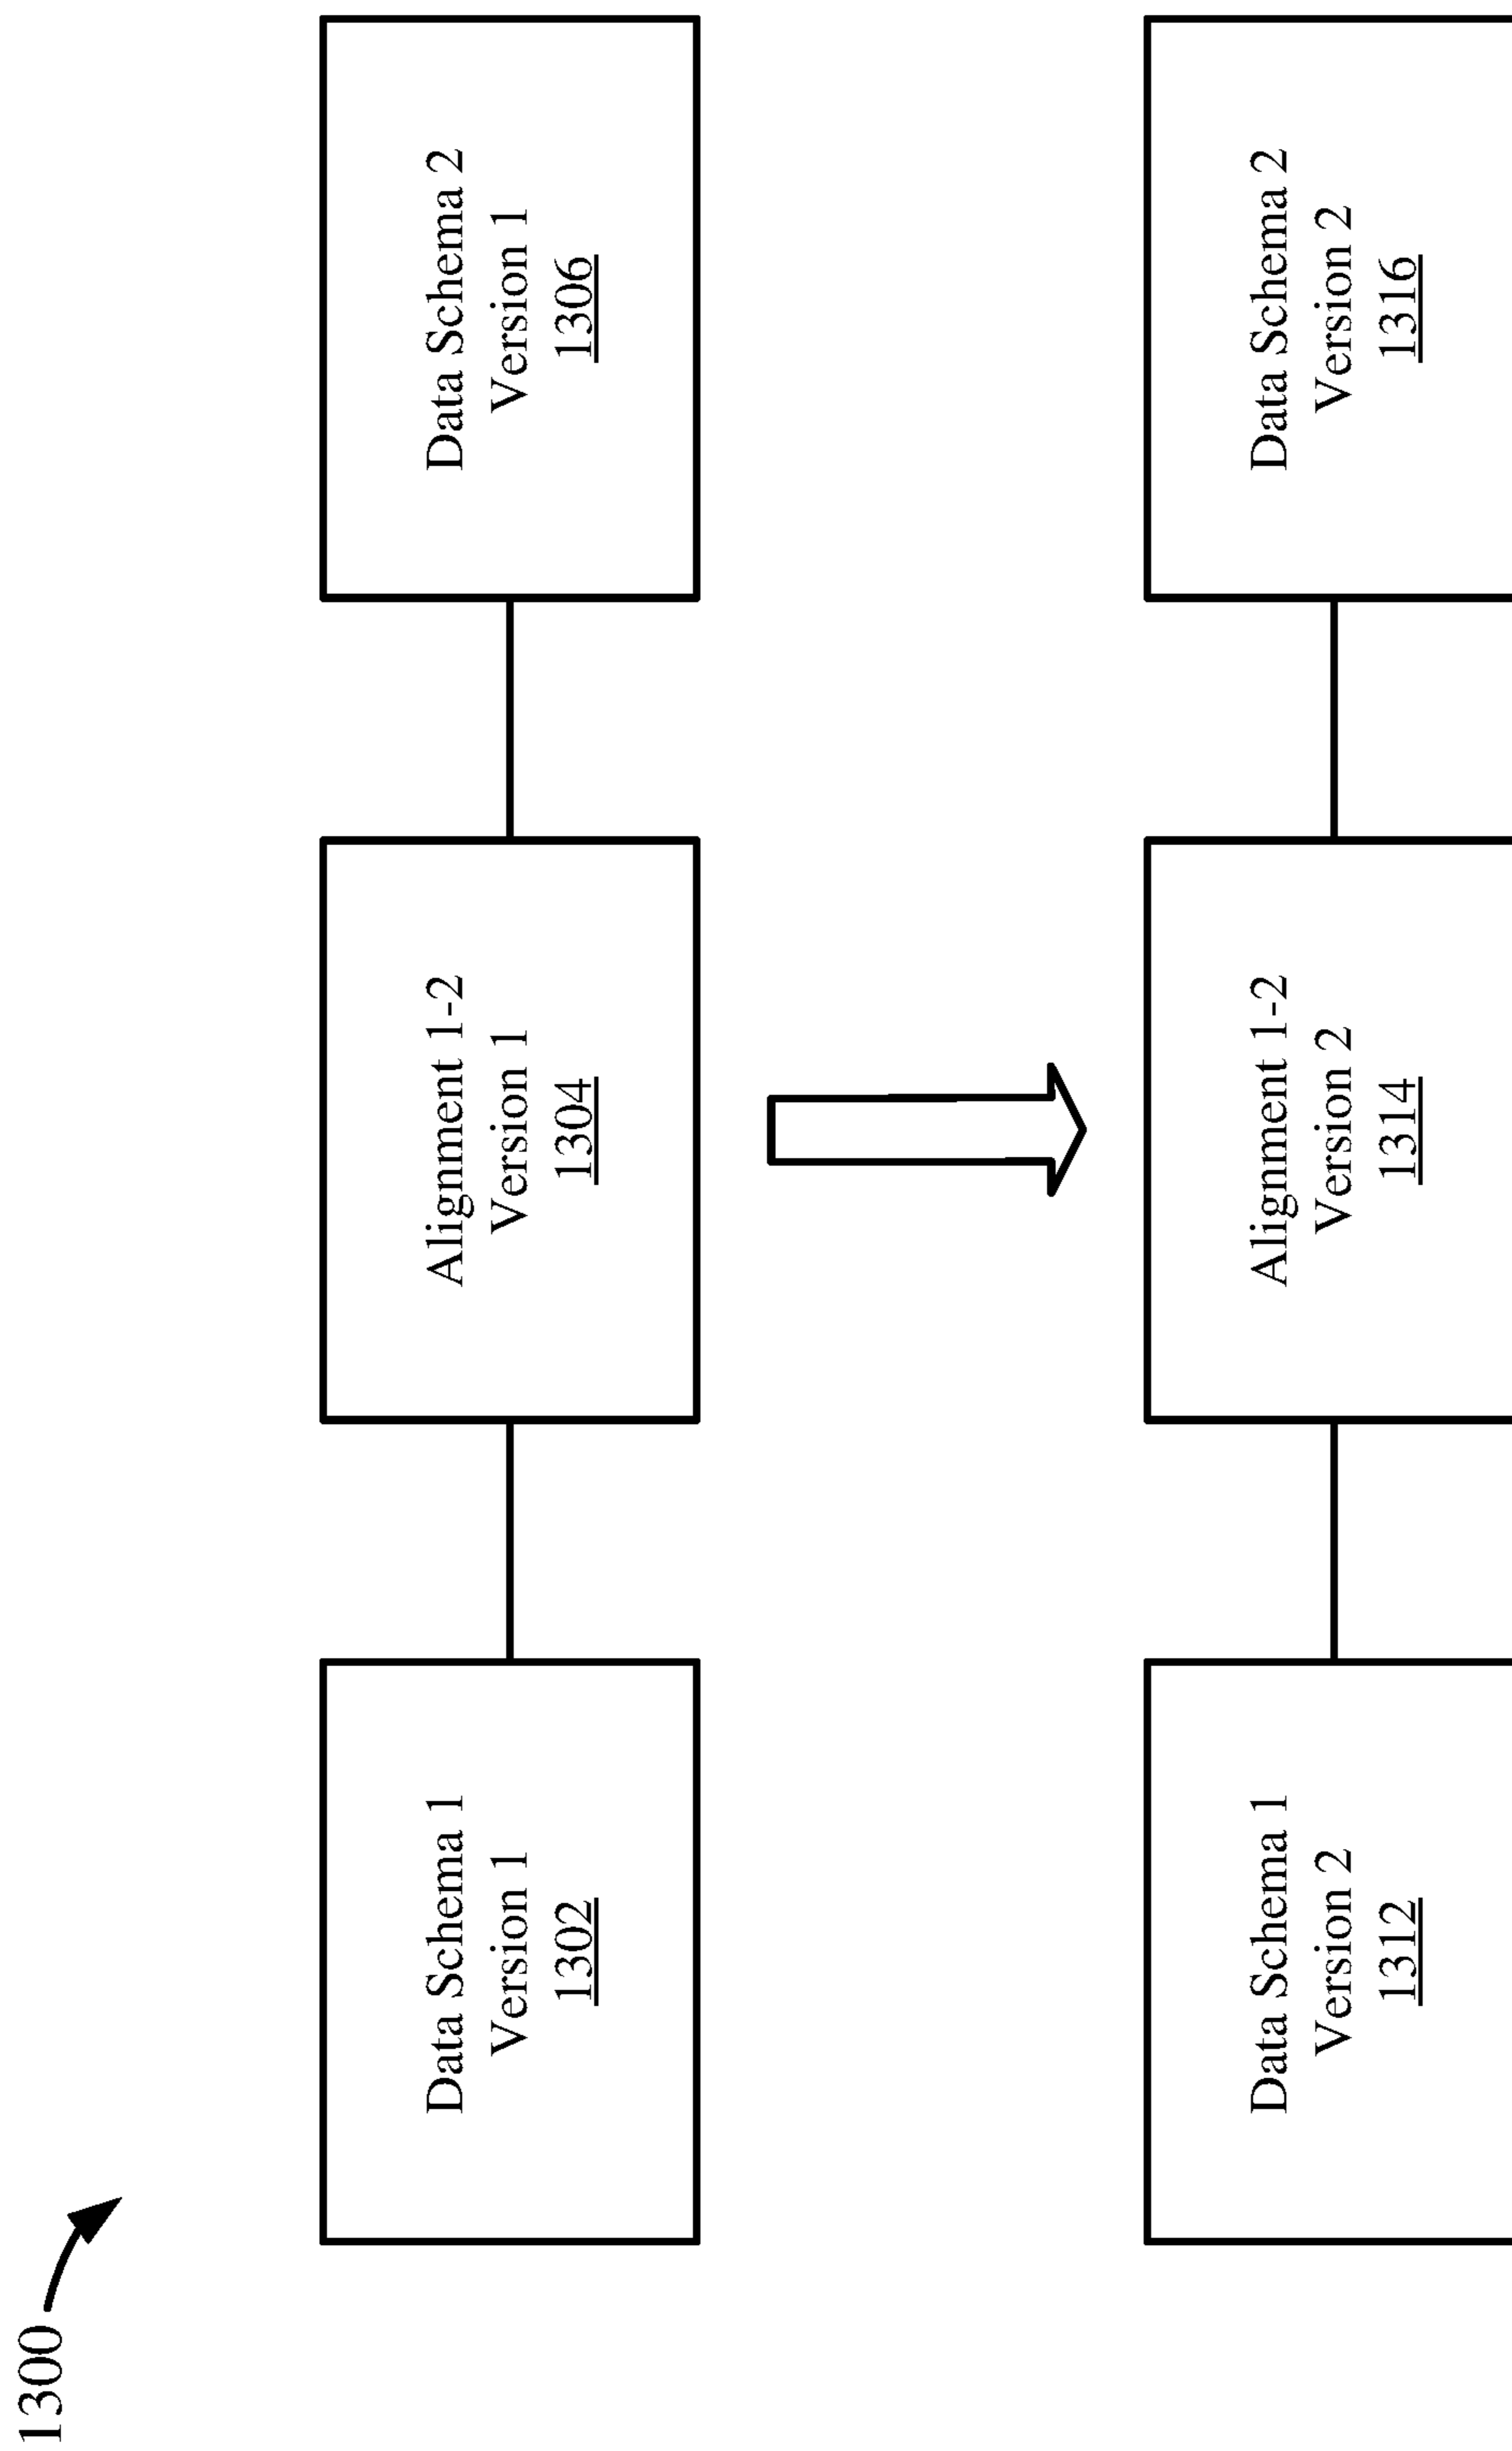 1300
Data Schema 1
Version 1
1302
Alignment 1-2
Version 1
1304
Data Schema 2
Version 1
1306
Data Schema 1
Version 2
1312
Alignment 1-2
Version 2
1314
Data Schema 2
Version 2
1316